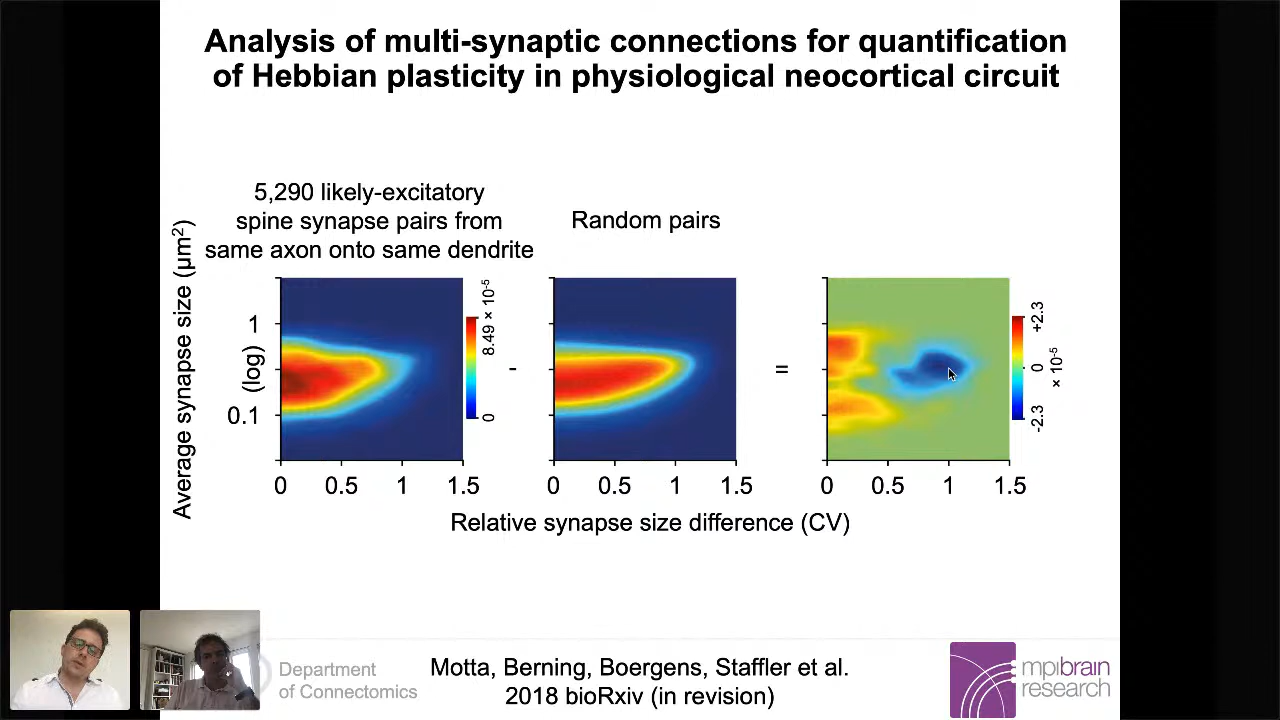 Analysis of multi-synaptic connections for quantification
of Hebbian plasticity in physiological neocortical circuit
5,290 likely-excitatory
spine synapse pairs from
same axon onto same dendrite
Random pairs
Average synapse size (µm²)
(log)
1
0.1
0 0.5 1 1.5
8.49 × 10⁻⁵
0
-
0 0.5 1 1.5
=
0 0.5 1 1.5
+2.3
0
-2.3
× 10⁻⁵
Relative synapse size difference (CV)
Department
of Connectomics
Motta, Berning, Boergens, Staffler et al.
2018 bioRxiv (in revision)
mpibrain
research